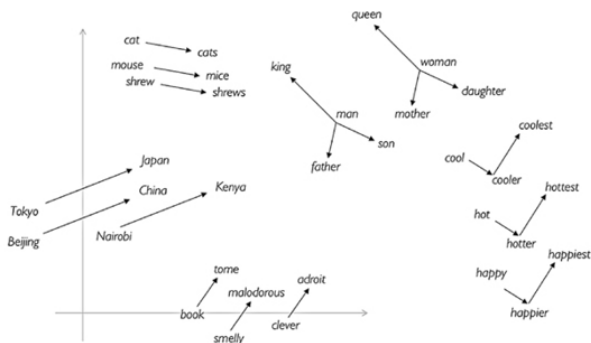 queen
cat
cats
woman
king
mouse
mice
shrew
shrews
daughter
man
mother
coolest
son
cool
Japan
father
cooler
China
Kenya
hottest
Tokyo
hot
Beijing
Nairobi
hotter
happiest
tome
adroit
happy
malodorous
book
happier
clever
smelly